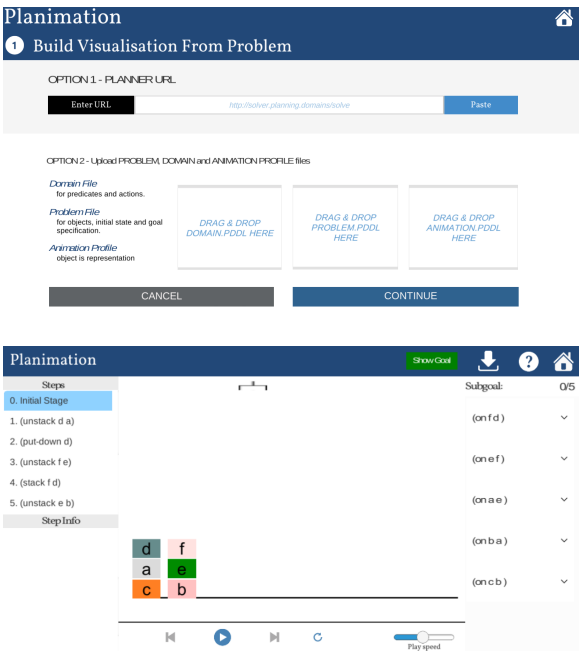 Planimation
1 Build Visualisation From Problem
OPTION 1 - PLANNER URL
Enter URL
http://solver.planning.domains/solve
Paste
OPTION 2 - Upload PROBLEM, DOMAIN and ANIMATION PROFILE files
Domain File
for predicates and actions.
Problem File
for objects, initial state and goal
specification.
Animation Profile
object is representation
DRAG & DROP
DOMAIN.PDDL HERE
DRAG & DROP
PROBLEM.PDDL
HERE
DRAG & DROP
ANIMATION.PDDL
HERE
CANCEL
CONTINUE
Planimation
Show Goal
?
Steps
0. Initial Stage
1. (unstack d a)
2. (put-down d)
3. (unstack f e)
4. (stack f d)
5. (unstack e b)
Step Info
d f
a e
c b
Subgoal: 0/5
(on f d)
(on e f)
(on a e)
(on b a)
(on c b)
Play speed